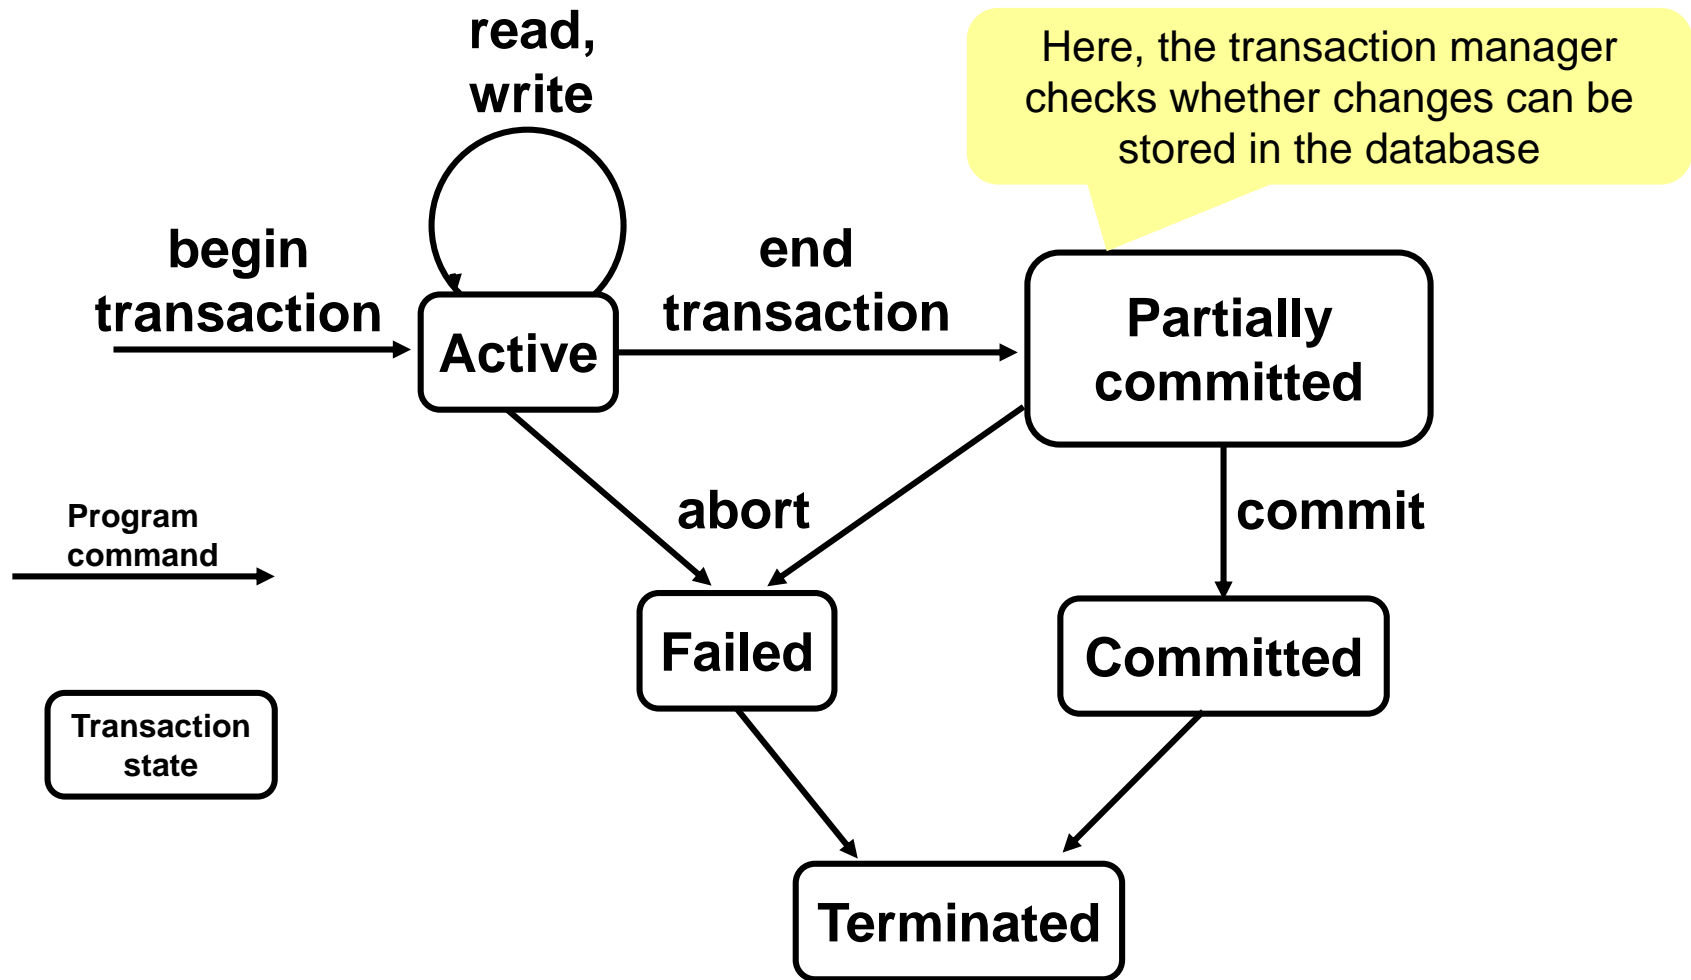 read,
write
Here, the transaction manager
checks whether changes can be
stored in the database
begin
transaction
end
transaction
Active
Partially
committed
abort
commit
Program
command
Failed
Committed
Transaction
state
Terminated